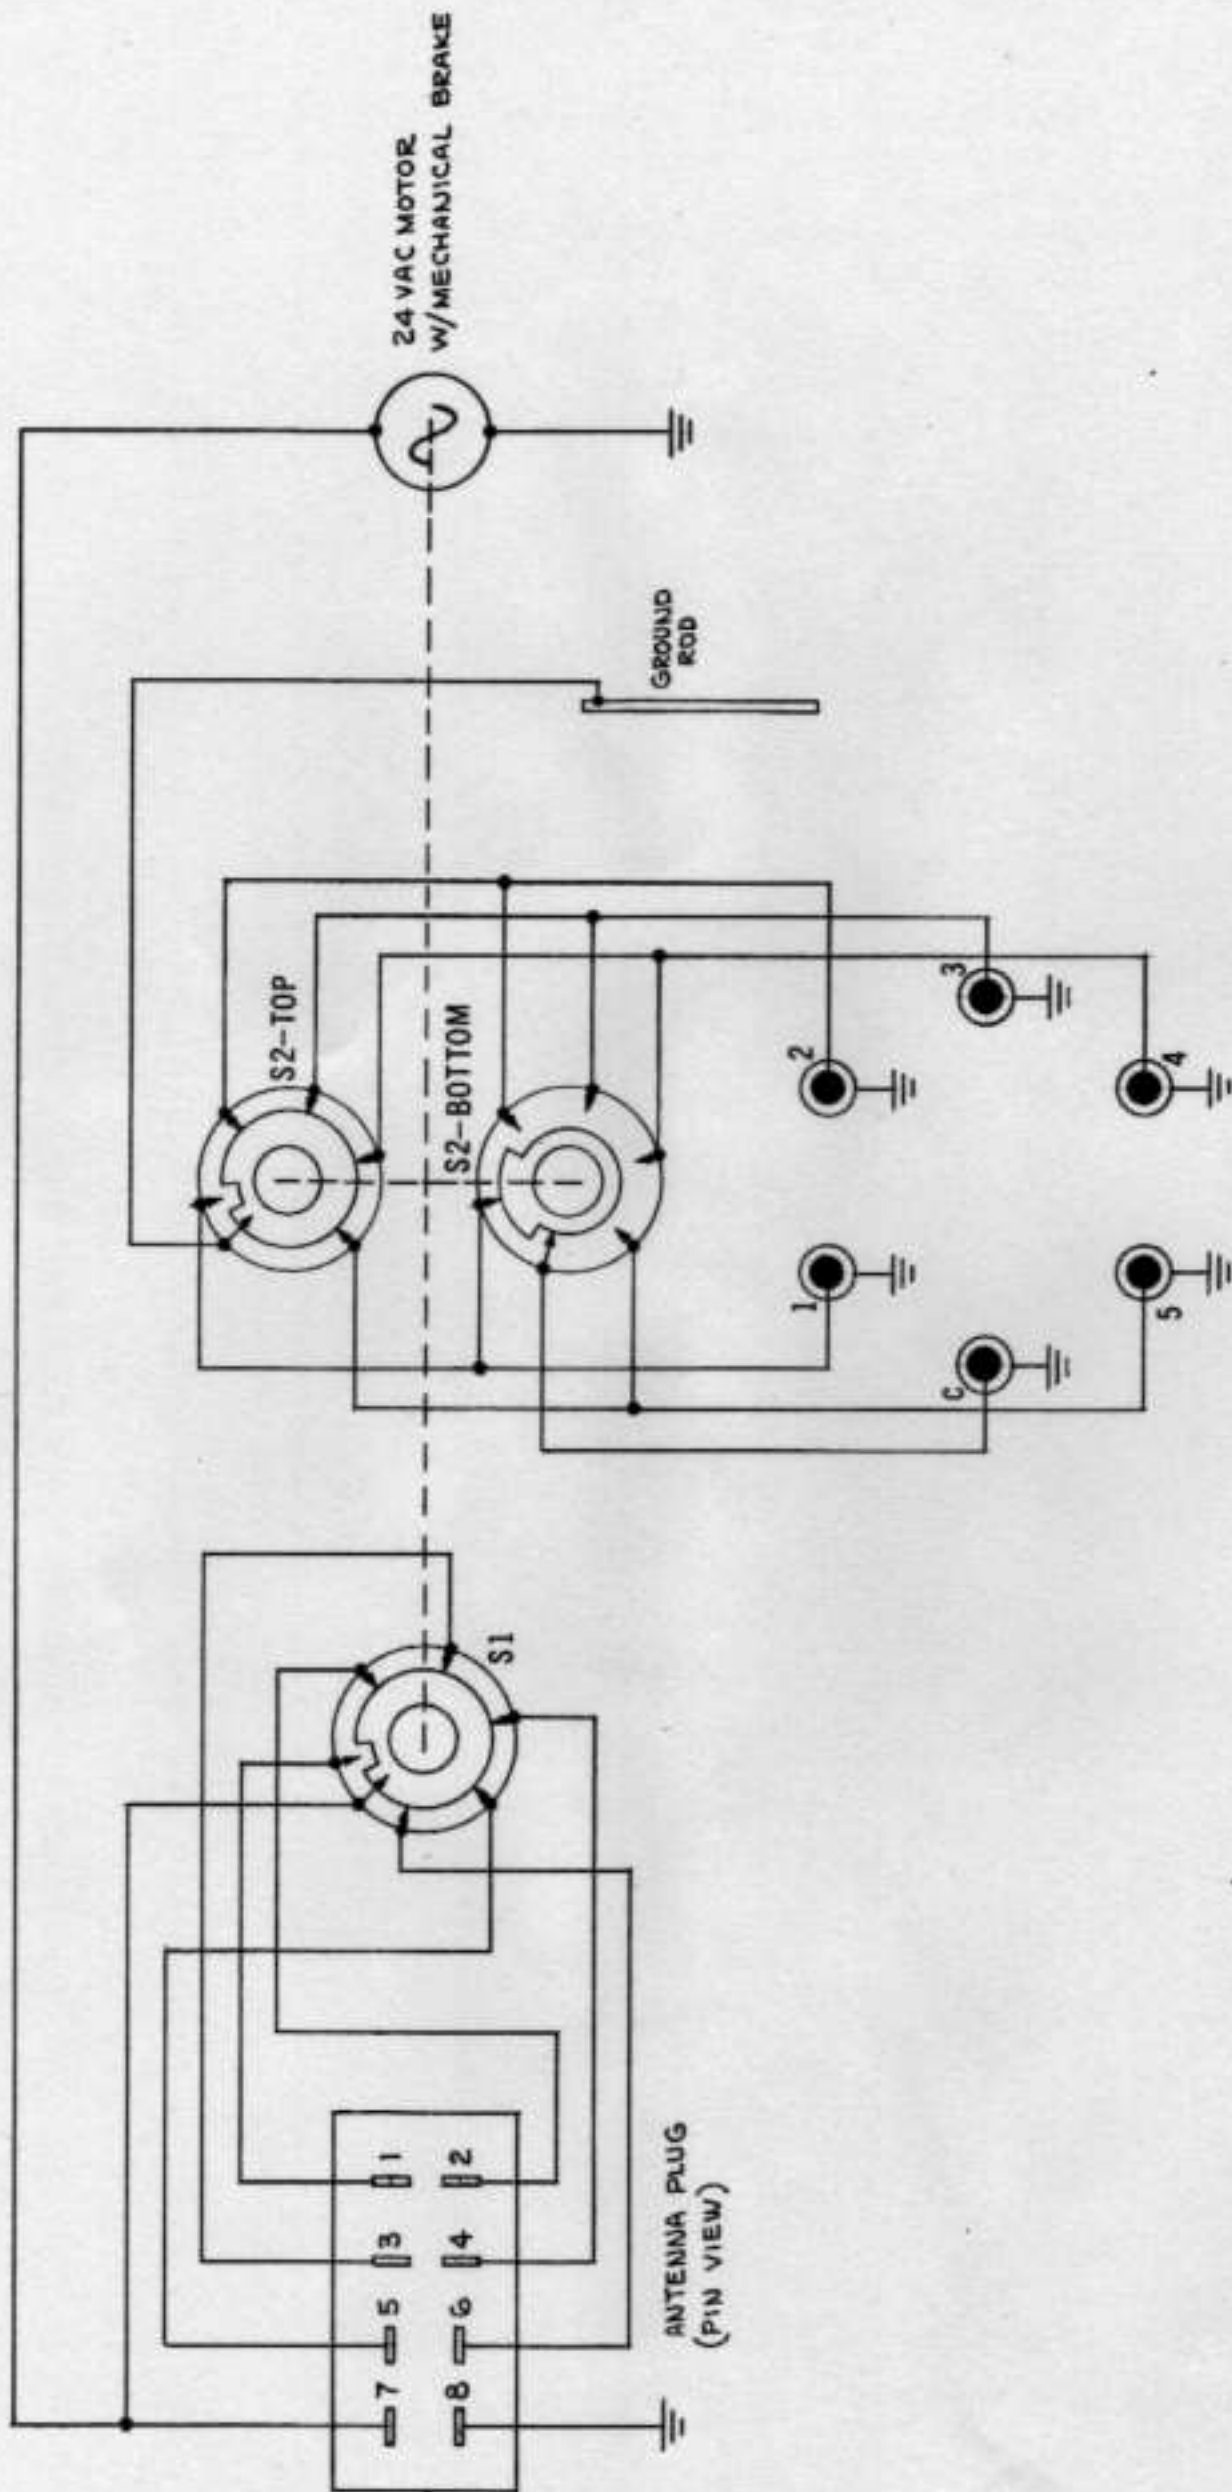 24 VAC MOTOR
W/MECHANICAL BRAKE
GROUND
ROD
S2-TOP
S2-BOTTOM
1
2
3
4
5
C
S1
1
2
3
4
5
6
7
8
ANTENNA PLUG
(PIN VIEW)